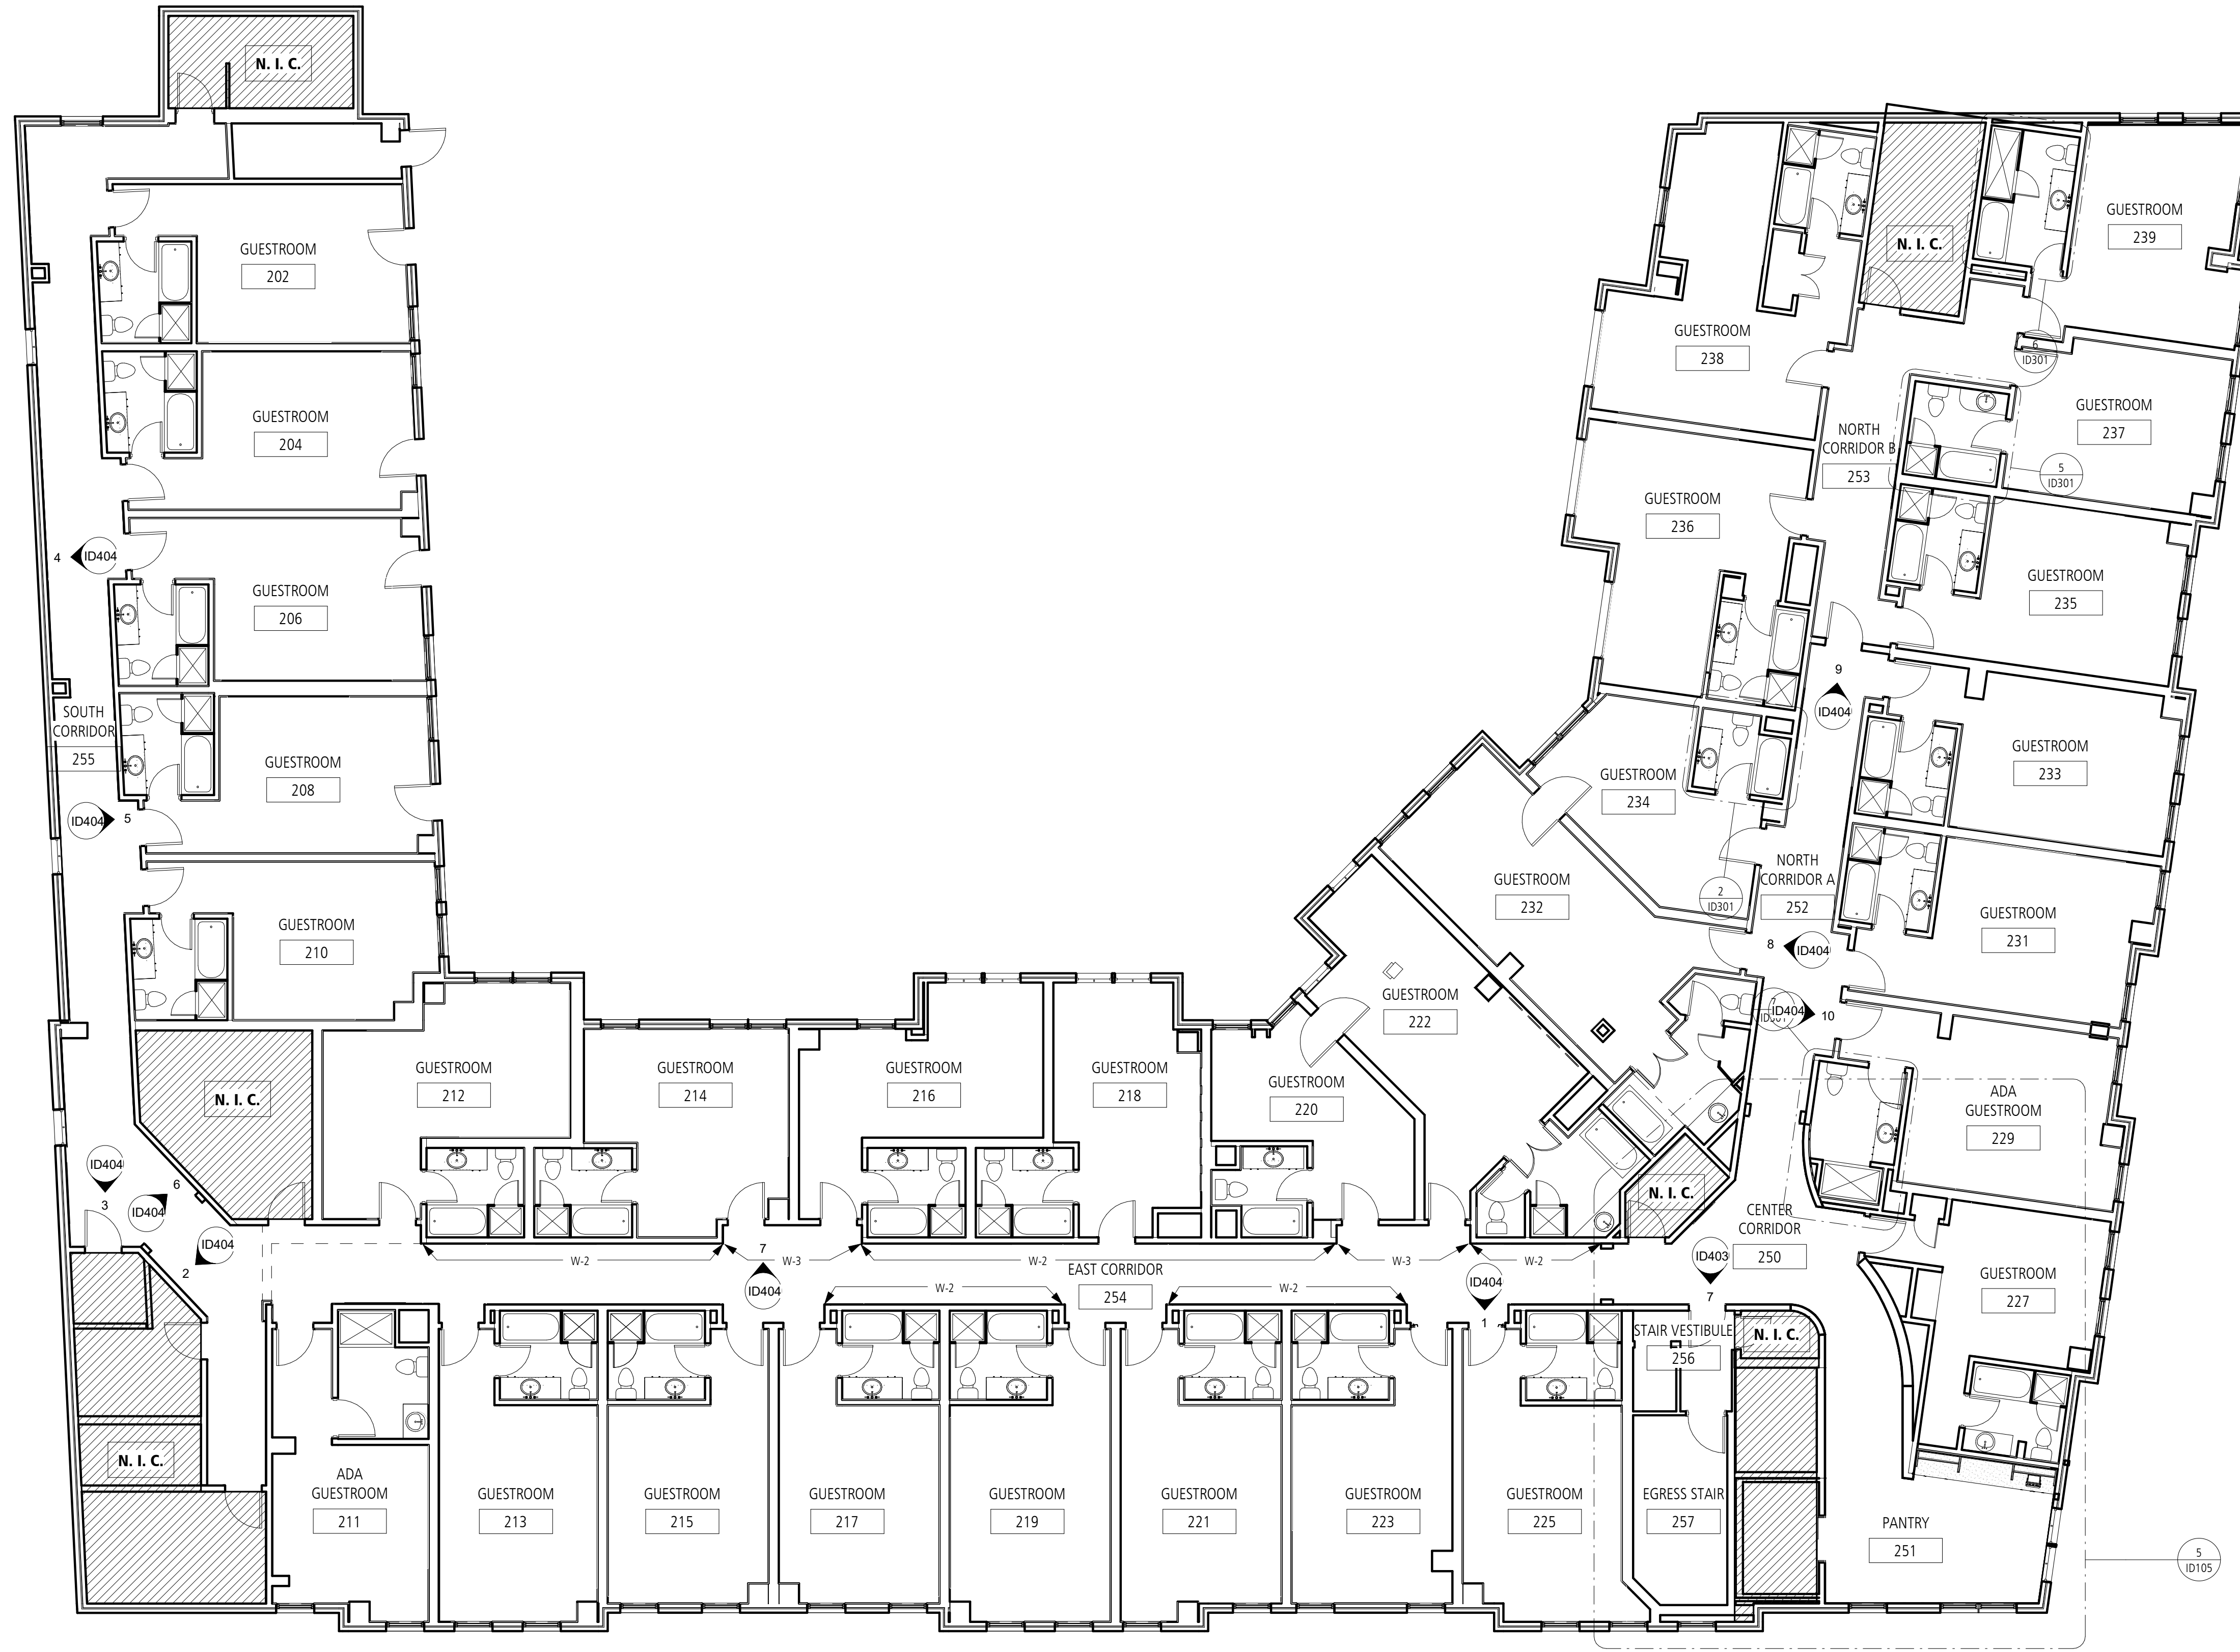 N. I. C.
GUESTROOM
202
GUESTROOM
204
4
ID404
GUESTROOM
206
SOUTH
CORRIDOR
255
GUESTROOM
208
ID404
5
GUESTROOM
210
N. I. C.
ID404
3
6
ID404
ID404
2
N. I. C.
GUESTROOM
212
GUESTROOM
214
GUESTROOM
216
GUESTROOM
218
GUESTROOM
220
GUESTROOM
222
W-2
W-3
W-2
W-3
W-2
7
ID404
EAST CORRIDOR
254
W-2
W-2
ID404
1
ADA
GUESTROOM
211
GUESTROOM
213
GUESTROOM
215
GUESTROOM
217
GUESTROOM
219
GUESTROOM
221
GUESTROOM
223
GUESTROOM
225
STAIR VESTIBULE
256
EGRESS STAIR
257
N. I. C.
N. I. C.
ID403
7
CENTER
CORRIDOR
250
PANTRY
251
5
ID105
GUESTROOM
227
ADA
GUESTROOM
229
GUESTROOM
231
GUESTROOM
232
GUESTROOM
233
GUESTROOM
234
GUESTROOM
235
GUESTROOM
236
GUESTROOM
237
GUESTROOM
238
GUESTROOM
239
N. I. C.
NORTH
CORRIDOR B
253
6
ID301
5
ID301
9
ID404
NORTH
CORRIDOR A
252
2
ID301
8
ID404
ID404
10